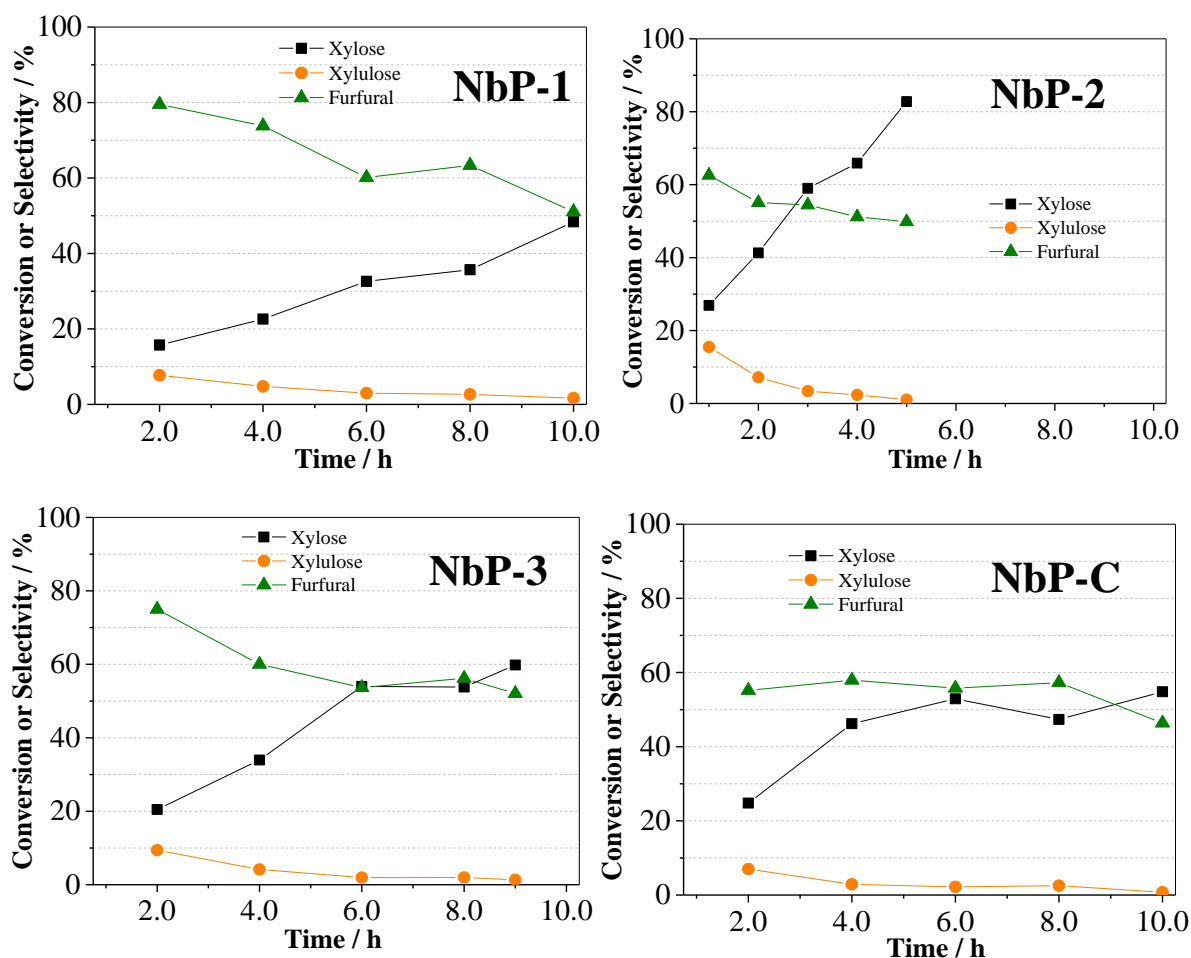 Conversion or Selectivity / %
100
80
60
40
20
0
Xylose
Xylulose
Furfural
NbP-1
2.0 4.0 6.0 8.0 10.0
Time / h
Conversion or Selectivity / %
100
80
60
40
20
0
NbP-2
Xylose
Xylulose
Furfural
2.0 4.0 6.0 8.0 10.0
Time / h
Conversion or Selectivity / %
100
80
60
40
20
0
Xylose
Xylulose
Furfural
NbP-3
2.0 4.0 6.0 8.0 10.0
Time / h
Conversion or Selectivity / %
100
80
60
40
20
0
Xylose
Xylulose
Furfural
NbP-C
2.0 4.0 6.0 8.0 10.0
Time / h